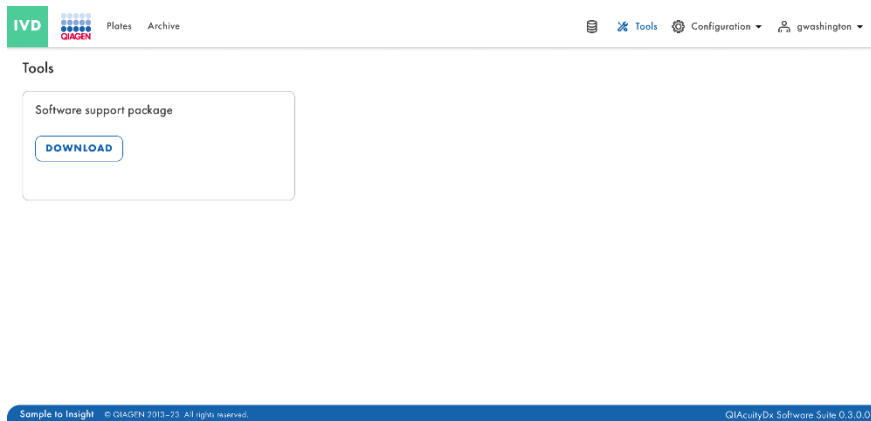 IVD QIAGEN Plates Archive Tools Configuration gwashington
Tools
Software support package
DOWNLOAD
Sample to Insight © QIAGEN 2013–23 All rights reserved. QIAcuityDx Software Suite 0.3.0.0